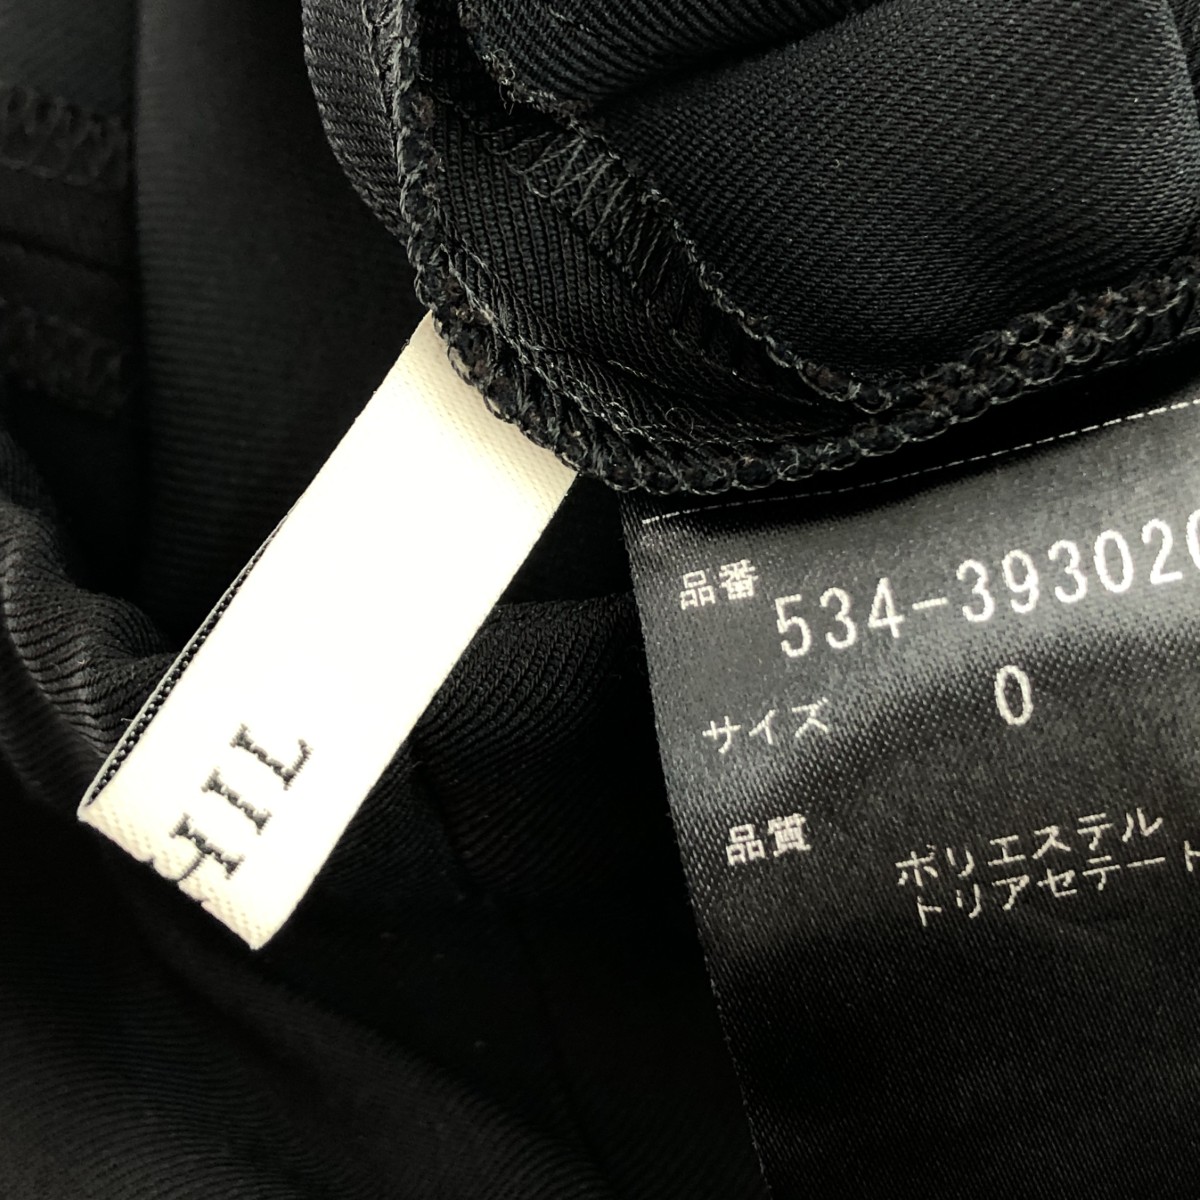 品番 534-393020
サイズ 0
品質 ポリエステル
トリアセテート